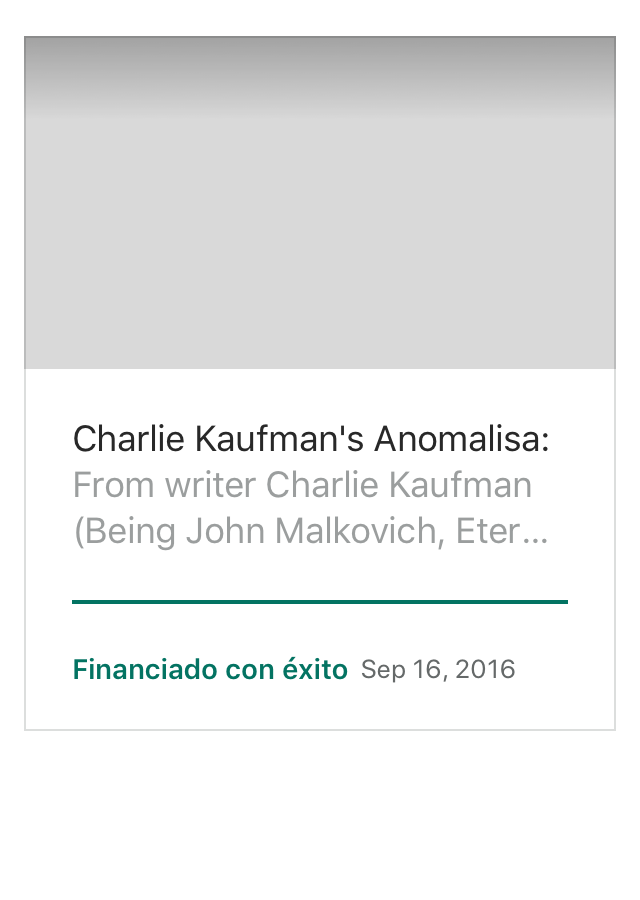 Charlie Kaufman's Anomalisa:
From writer Charlie Kaufman
(Being John Malkovich, Eter…
Financiado con éxito Sep 16, 2016